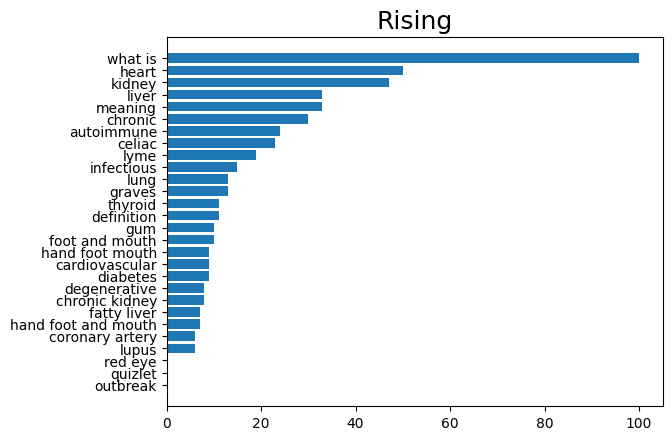 Rising
what is
heart
kidney
liver
meaning
chronic
autoimmune
celiac
lyme
infectious
lung
graves
thyroid
definition
gum
foot and mouth
hand foot mouth
cardiovascular
diabetes
degenerative
chronic kidney
fatty liver
hand foot and mouth
coronary artery
lupus
red eye
quizlet
outbreak
0 20 40 60 80 100